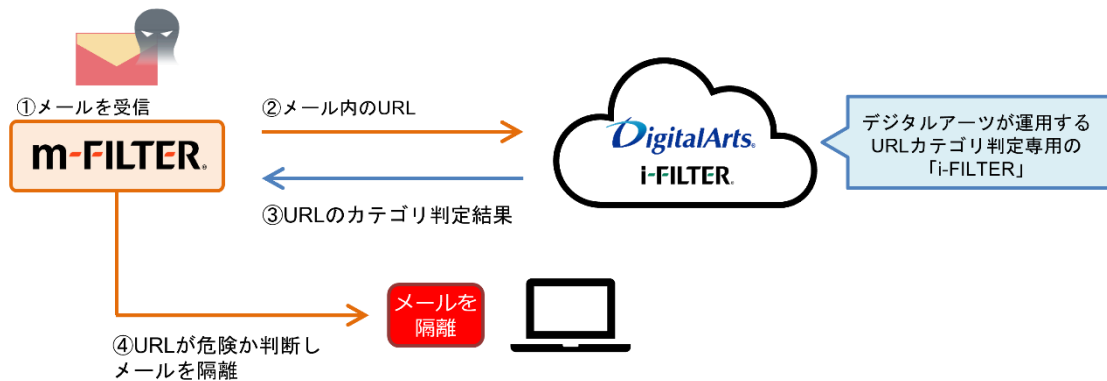 ①メールを受信
m-FILTER®
②メール内のURL
③URLのカテゴリ判定結果
DigitalArts®
i-FILTER®
デジタルアーツが運用する
URLカテゴリ判定専用の
「i-FILTER」
メールを
隔離
④URLが危険か判断し
メールを隔離